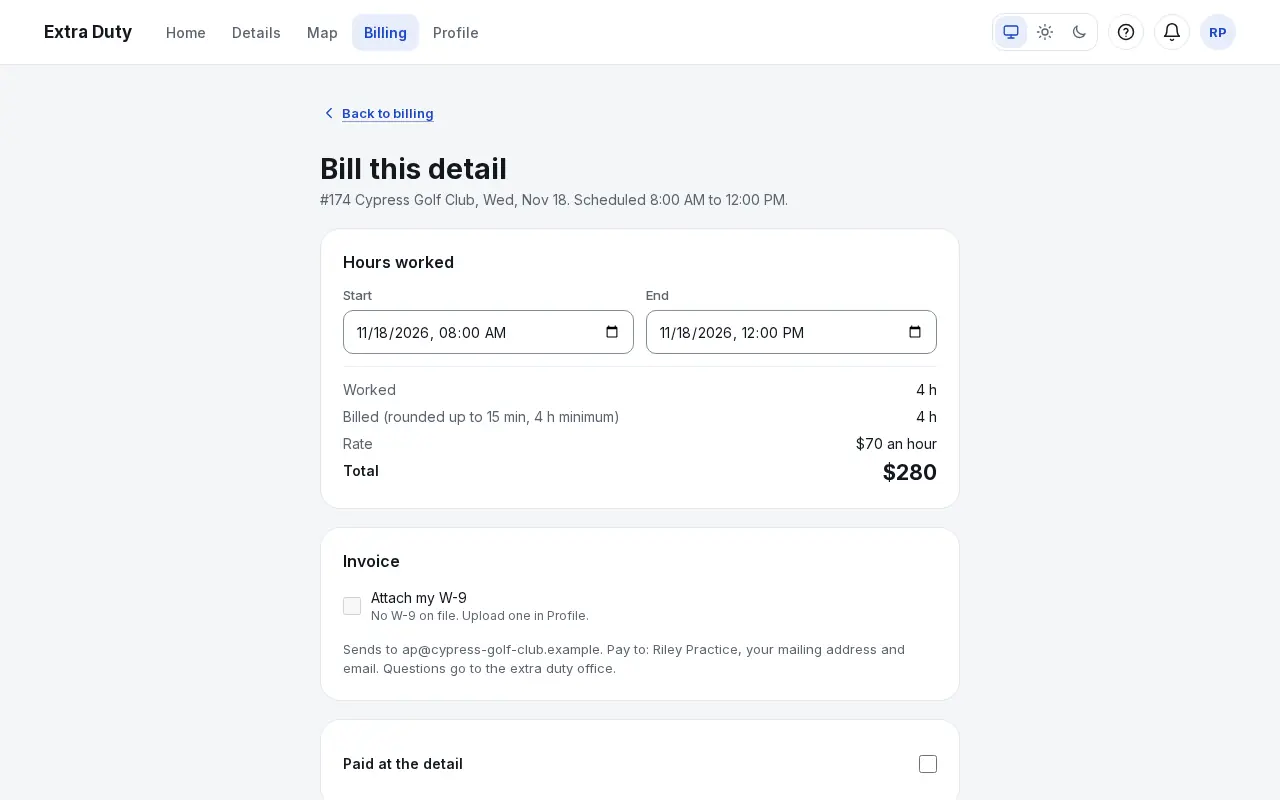 Extra Duty
Home
Details
Map
Billing
Profile
RP
Back to billing
Bill this detail
#174 Cypress Golf Club, Wed, Nov 18. Scheduled 8:00 AM to 12:00 PM.
Hours worked
Start
End
11/18/2026, 08:00 AM
11/18/2026, 12:00 PM
Worked
4 h
Billed (rounded up to 15 min, 4 h minimum)
4 h
Rate
$70 an hour
Total
$280
Invoice
Attach my W-9
No W-9 on file. Upload one in Profile.
Sends to ap@cypress-golf-club.example. Pay to: Riley Practice, your mailing address and
email. Questions go to the extra duty office.
Paid at the detail